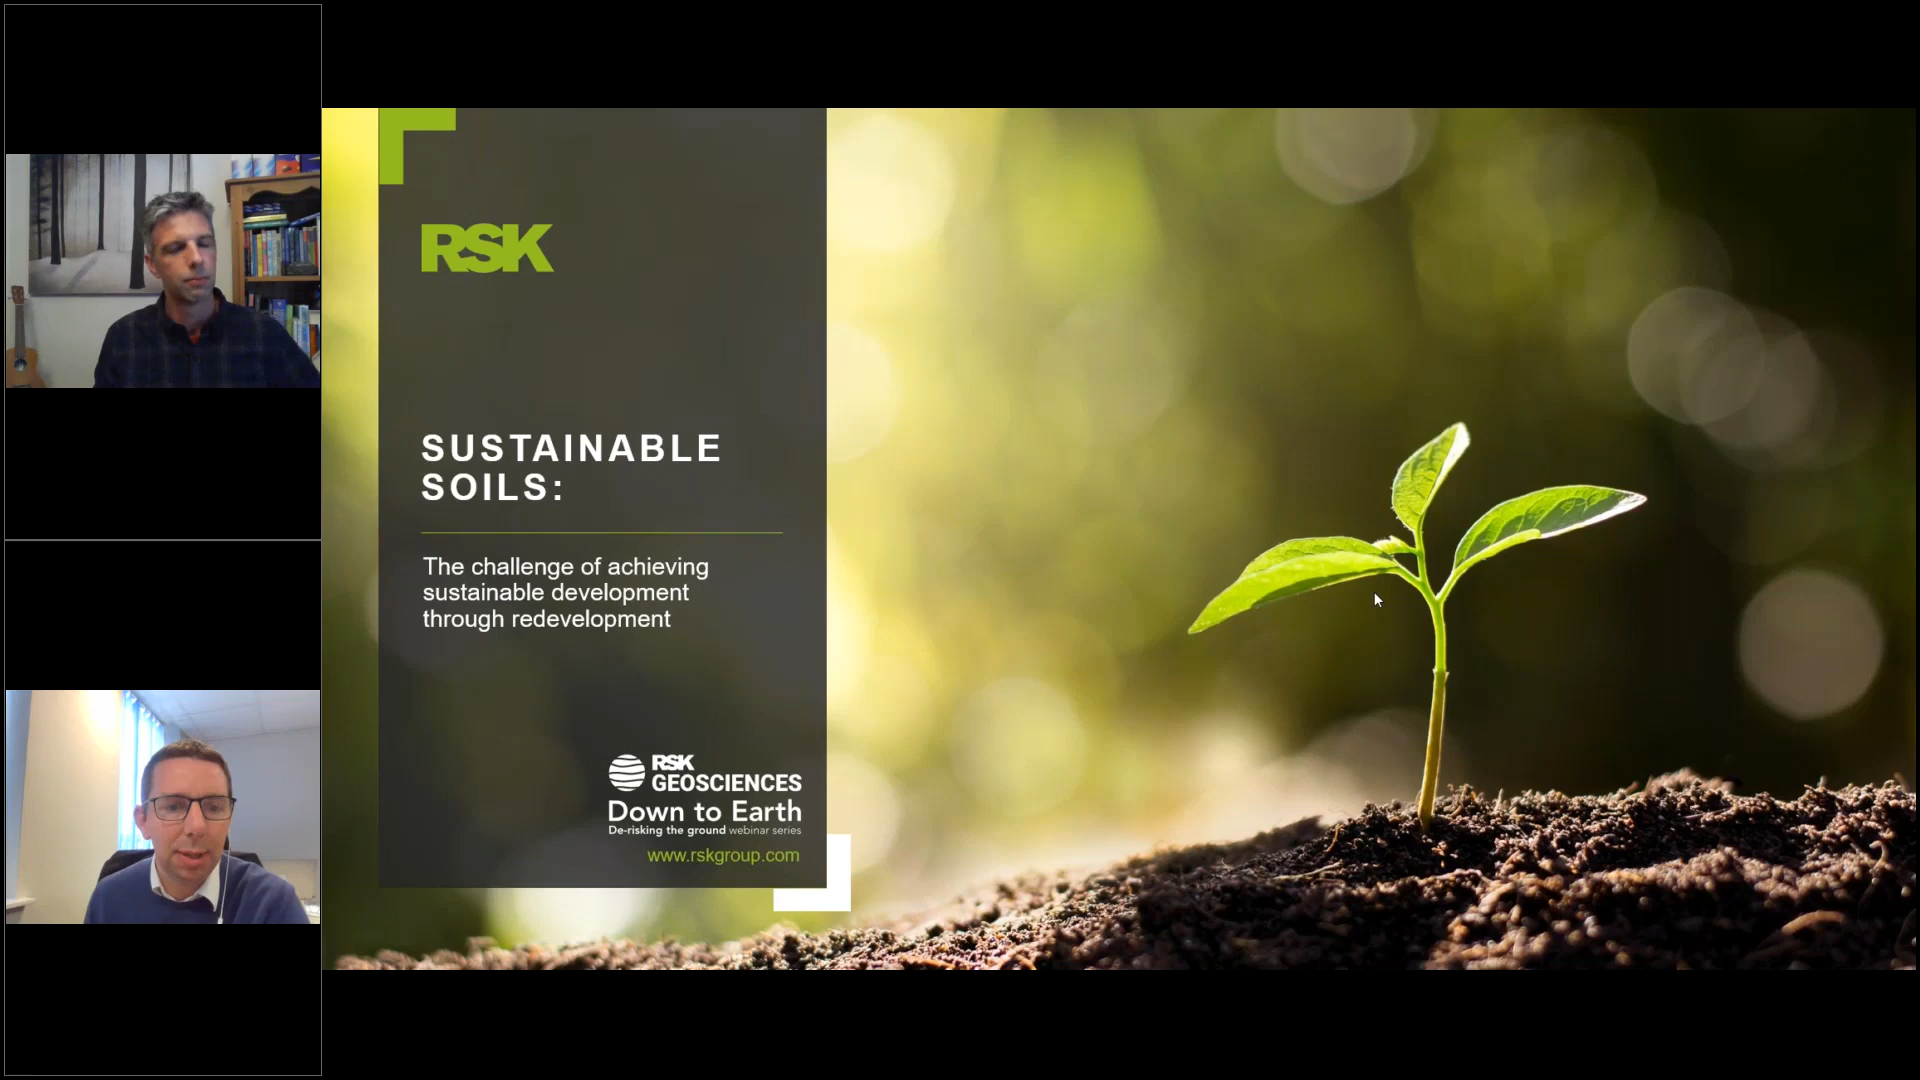 RSK
SUSTAINABLE
SOILS:
The challenge of achieving
sustainable development
through redevelopment
RSK
GEOSCIENCES
Down to Earth
De-risking the ground webinar series
www.rskgroup.com